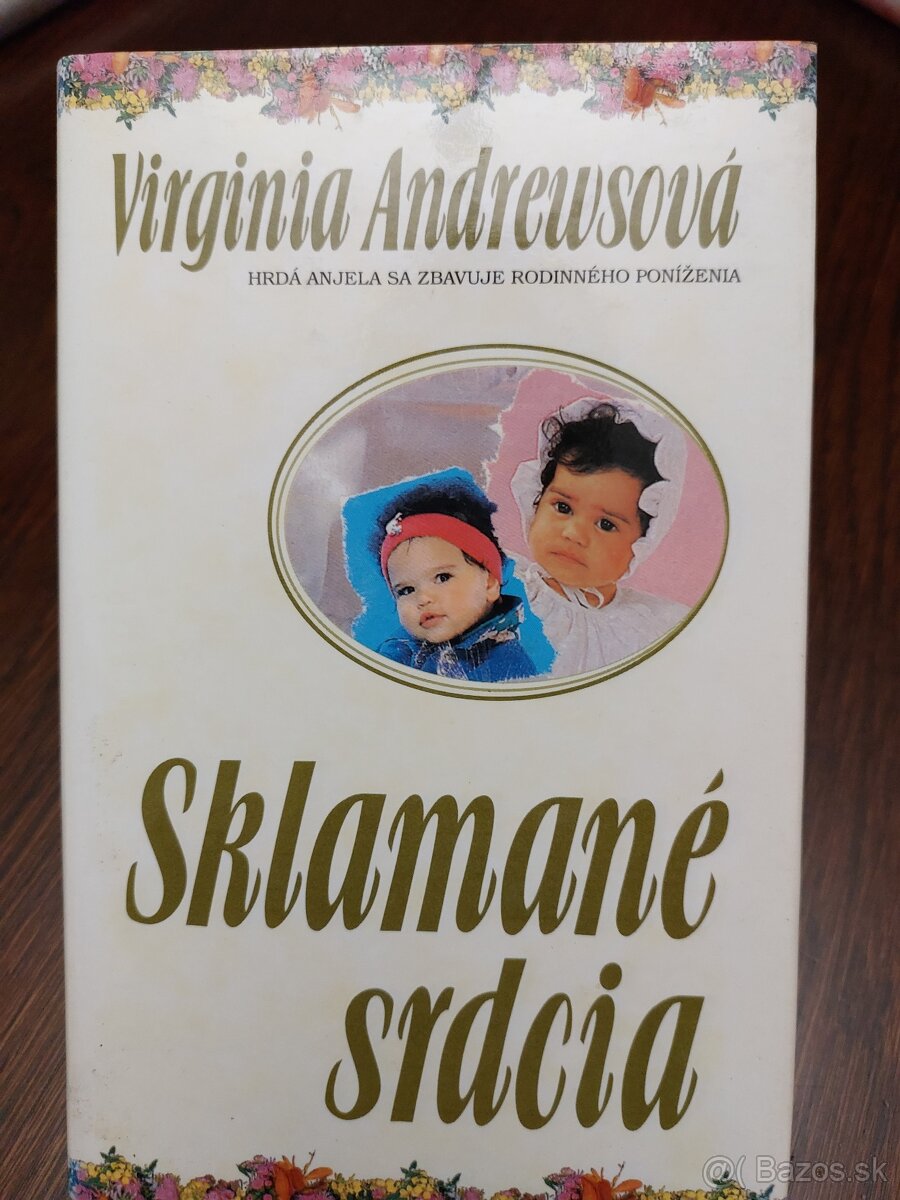 Virginia Andrewsová
HRDÁ ANJELA SA ZBAVUJE RODINNÉHO PONÍŽENIA
Sklamané
srdcia
@( Bazos.sk